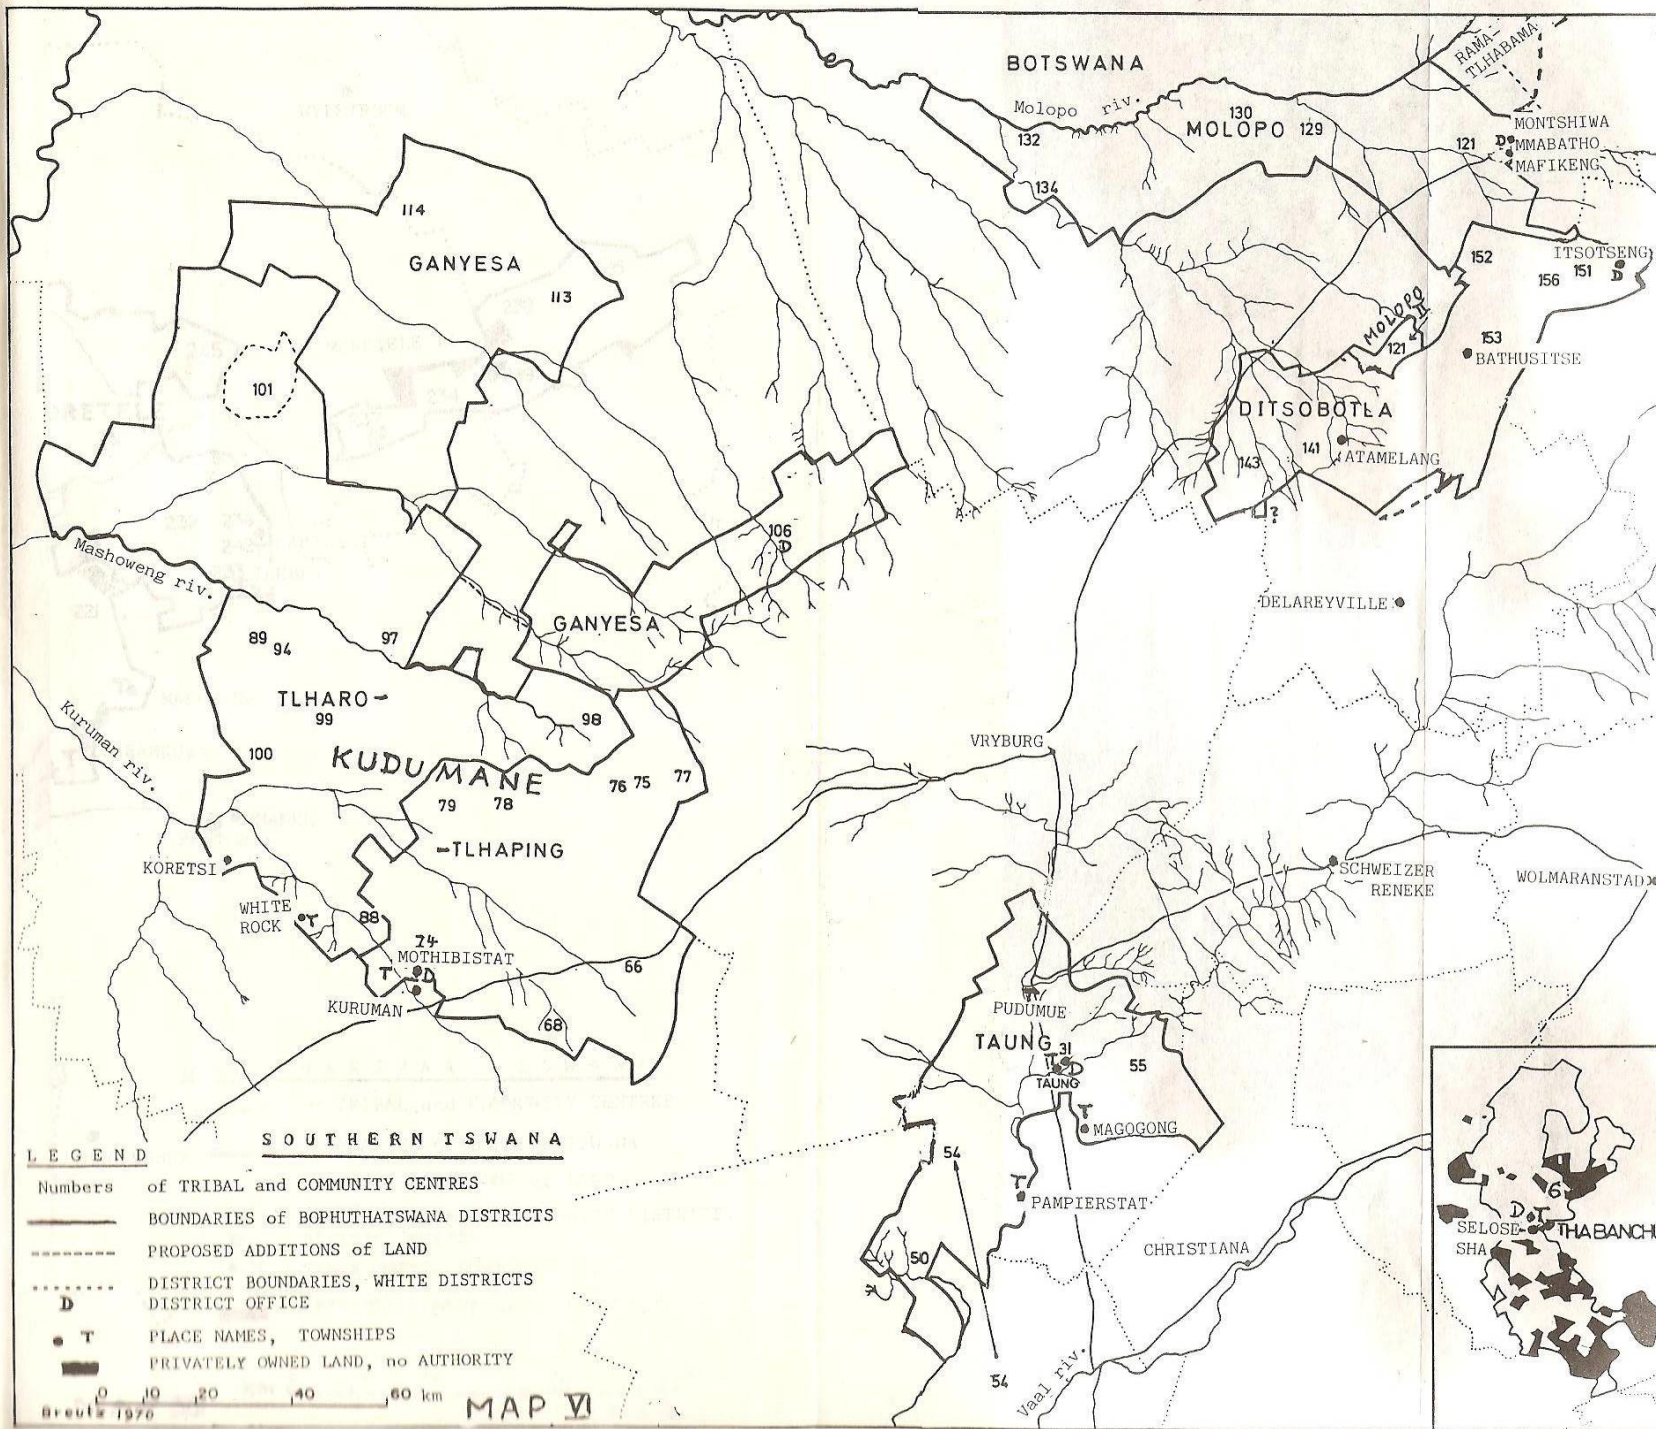 BOTSWANA
RAMA-
TLHABAMA
Molopo riv.
130
MOLOPO 129
132
134
121
D
MONTSHIWA
MMABATHO
MAFIKENG
114
GANYESA
113
101
152
ITSOTSENG
156
151
D
MOLOPO
II
121
153
BATHUSITSE
DITSOBOTLA
141
143
ATAMELANG
?
106
D
Mashoweng riv.
DELAREYVILLE
GANYESA
89
94
97
TLHARO-
99
98
Kuruman riv.
100
KUDUMANE
76 75
77
79
78
-TLHAPING
VRYBURG
KORETSI
WHITE
ROCK
T
88
SCHWEIZER
RENEKE
WOLMARANSTAD
74
MOTHIBISTAT
T
D
KURUMAN
66
68
PUDUMUE
TAUNG
31
T
D
TAUNG
55
T
MAGOGONG
54
T
PAMPIERSTAT
50
CHRISTIANA
54
Vaal riv.
6
D
T
SELOSE-
SHA
THABANCHU
SOUTHERN TSWANA
LEGEND
Numbers of TRIBAL and COMMUNITY CENTRES
BOUNDARIES of BOPHUTHATSWANA DISTRICTS
PROPOSED ADDITIONS of LAND
DISTRICT BOUNDARIES, WHITE DISTRICTS
D DISTRICT OFFICE
T PLACE NAMES, TOWNSHIPS
PRIVATELY OWNED LAND, no AUTHORITY
0 10 20 40 60 km
Breutz 1970
MAP VI